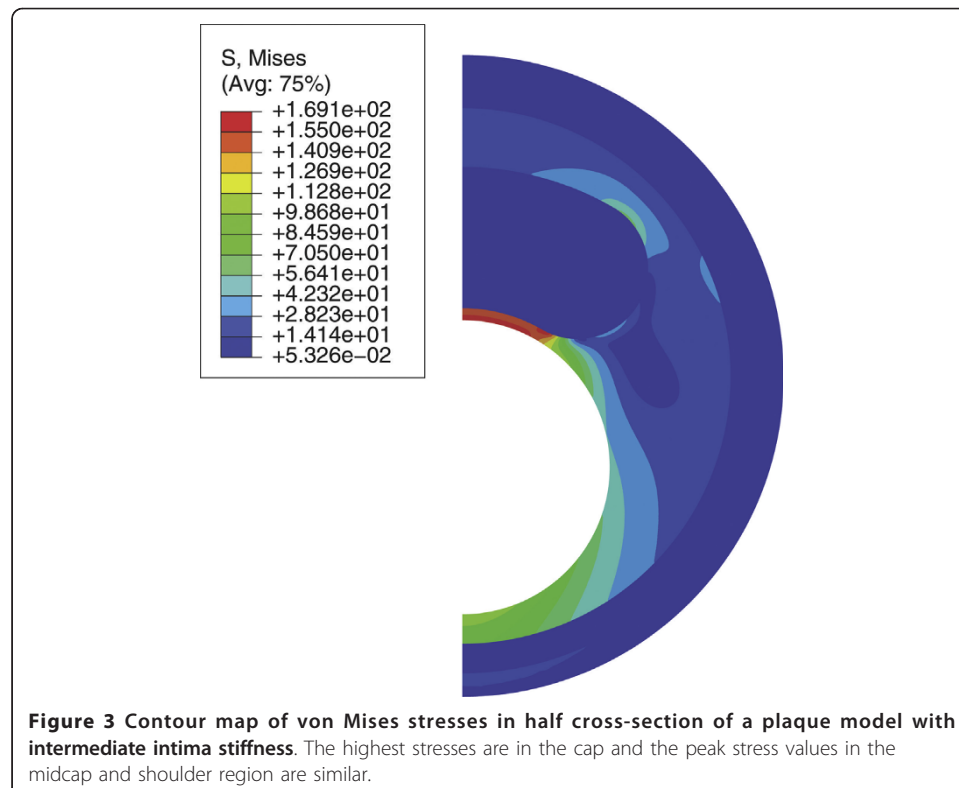 S, Mises
(Avg: 75%)
+1.691e+02
+1.550e+02
+1.409e+02
+1.269e+02
+1.128e+02
+9.868e+01
+8.459e+01
+7.050e+01
+5.641e+01
+4.232e+01
+2.823e+01
+1.414e+01
+5.326e−02
Figure 3 Contour map of von Mises stresses in half cross-section of a plaque model with
intermediate intima stiffness. The highest stresses are in the cap and the peak stress values in the
midcap and shoulder region are similar.